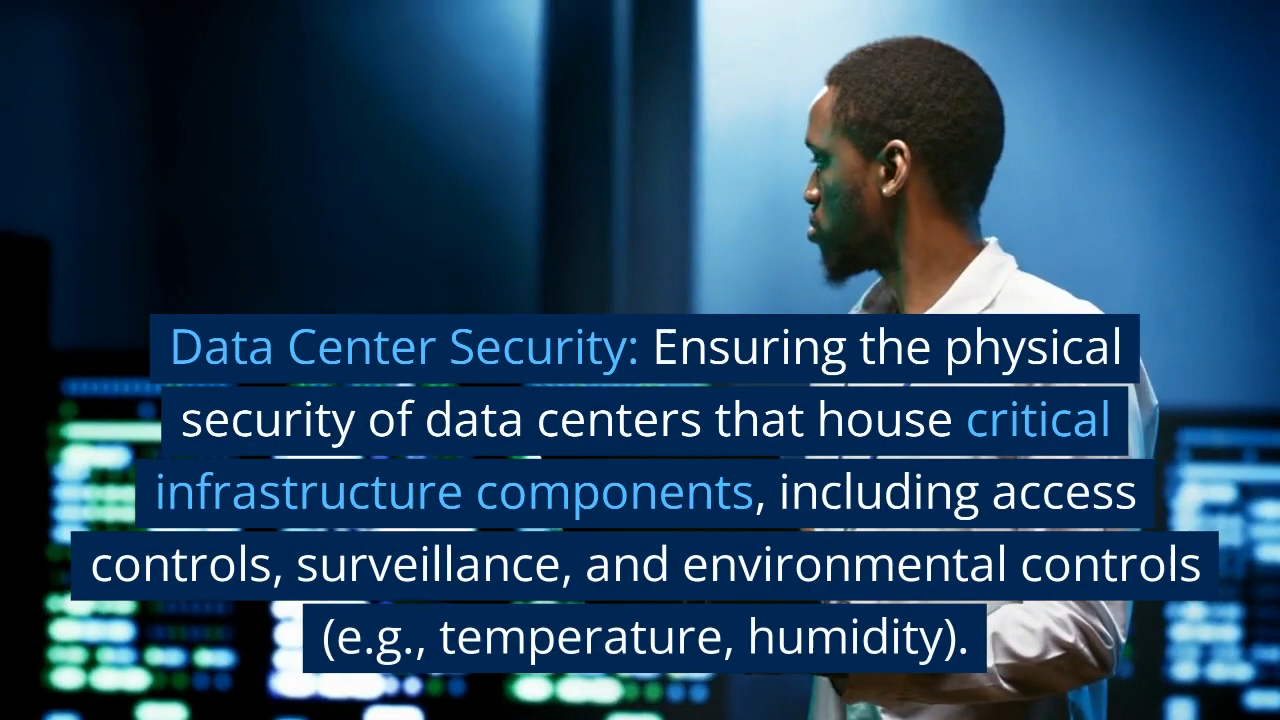 Data Center Security: Ensuring the physical
security of data centers that house critical
infrastructure components, including access
controls, surveillance, and environmental controls
(e.g., temperature, humidity).